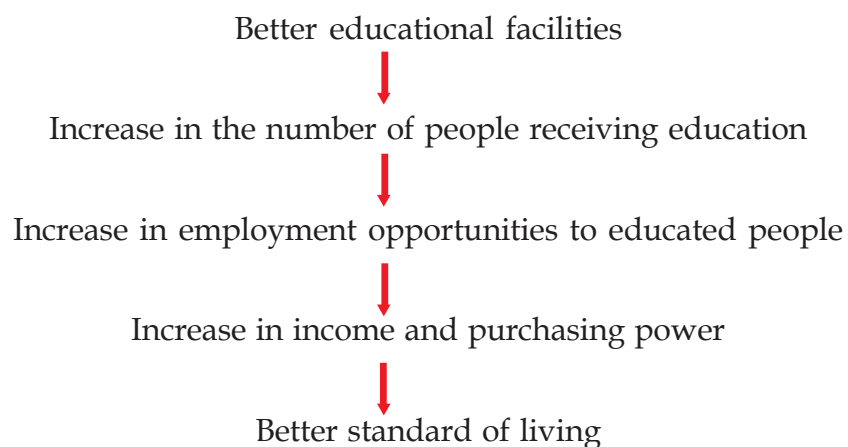 Better educational facilities
Increase in the number of people receiving education
Increase in employment opportunities to educated people
Increase in income and purchasing power
Better standard of living